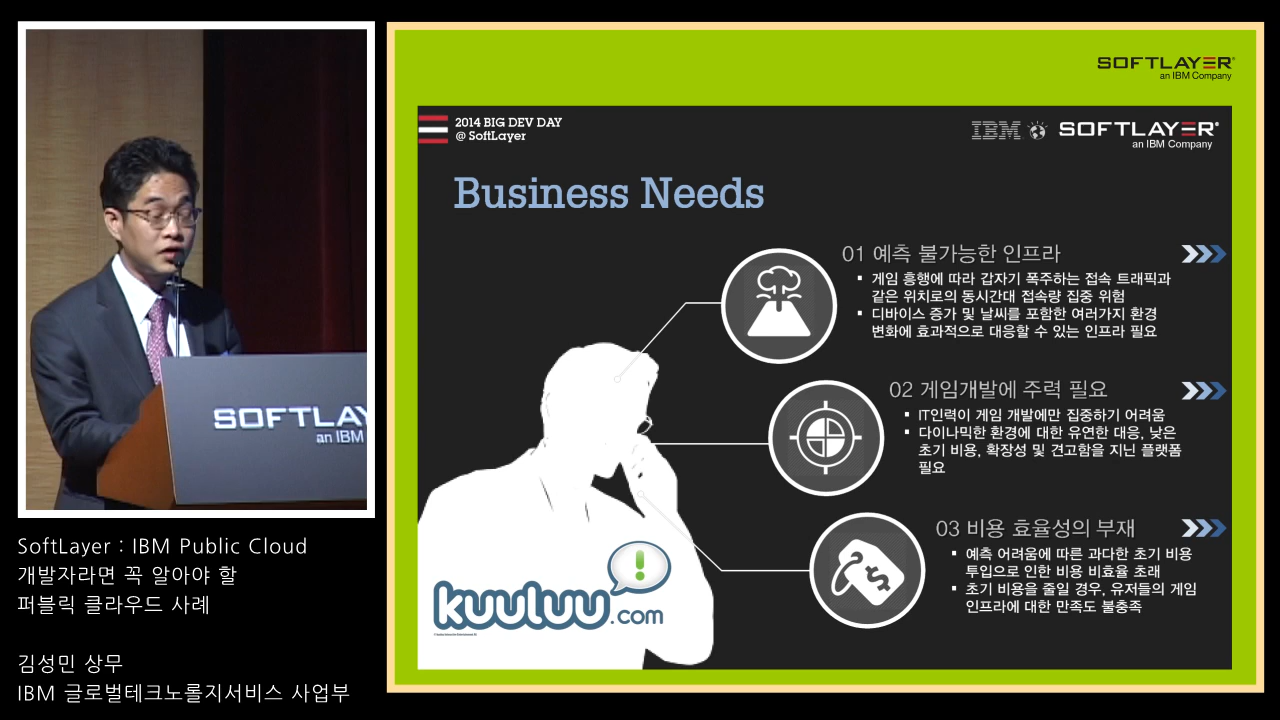 SOFTLAYER
an IBM Company
2014 BIG DEV DAY
@ SoftLayer
IBM SOFTLAYER
an IBM Company
Business Needs
01 예측 불가능한 인프라
게임 흥행에 따라 갑자기 폭주하는 접속 트래픽과
같은 위치로의 동시간대 접속량 집중 위험
디바이스 증가 및 날씨를 포함한 여러가지 환경
변화에 효과적으로 대응할 수 있는 인프라 필요
02 게임개발에 주력 필요
IT인력이 게임 개발에만 집중하기 어려움
다이나믹한 환경에 대한 유연한 대응, 낮은
초기 비용, 확장성 및 견고함을 지닌 플랫폼
필요
03 비용 효율성의 부재
예측 어려움에 따른 과다한 초기 비용
투입으로 인한 비용 비효율 초래
초기 비용을 줄일 경우, 유저들의 게임
인프라에 대한 만족도 불충족
kuuluu.com
SOFTLAY
an IBM
SoftLayer : IBM Public Cloud
개발자라면 꼭 알아야 할
퍼블릭 클라우드 사례
김성민 상무
IBM 글로벌테크노롤지서비스 사업부